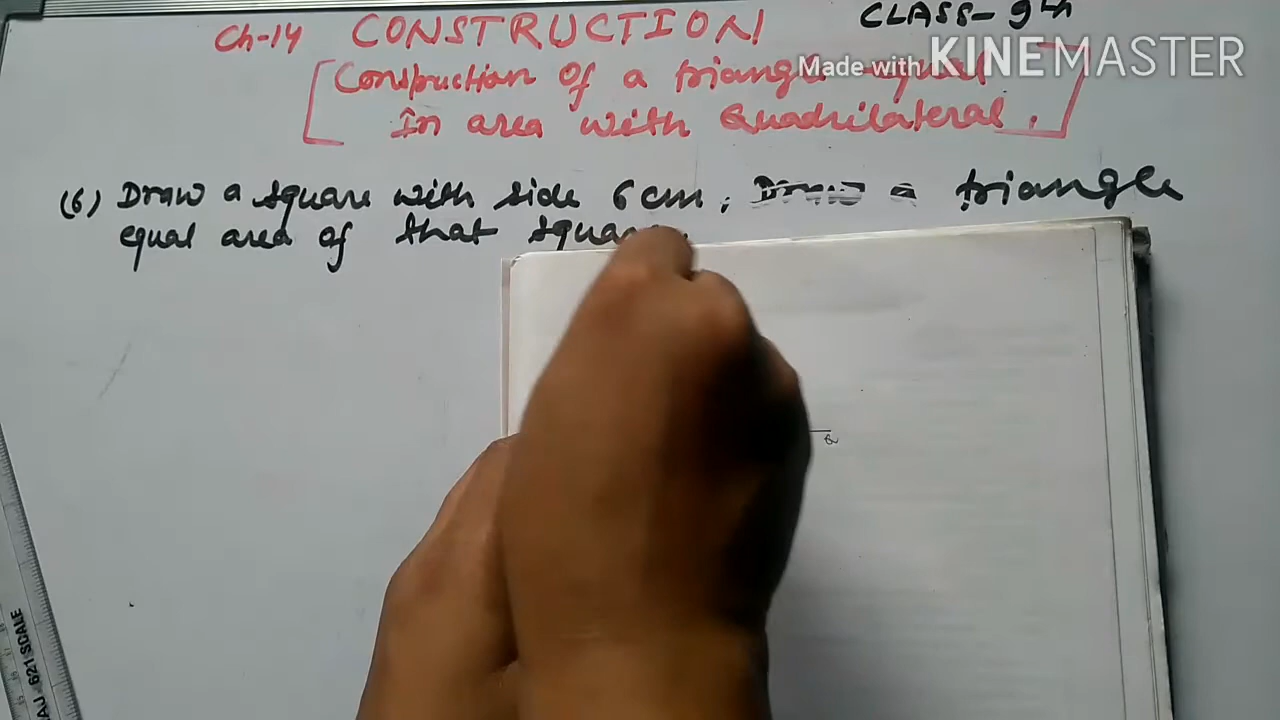 Ch-14 CONSTRUCTION CLASS-9th
Made with KINEMASTER
[Construction of a triangle equal
In area with Quadrilateral.]
(6) Draw a square with side 6cm; Draw a triangle
equal area of that square
AJ 621 SCALE